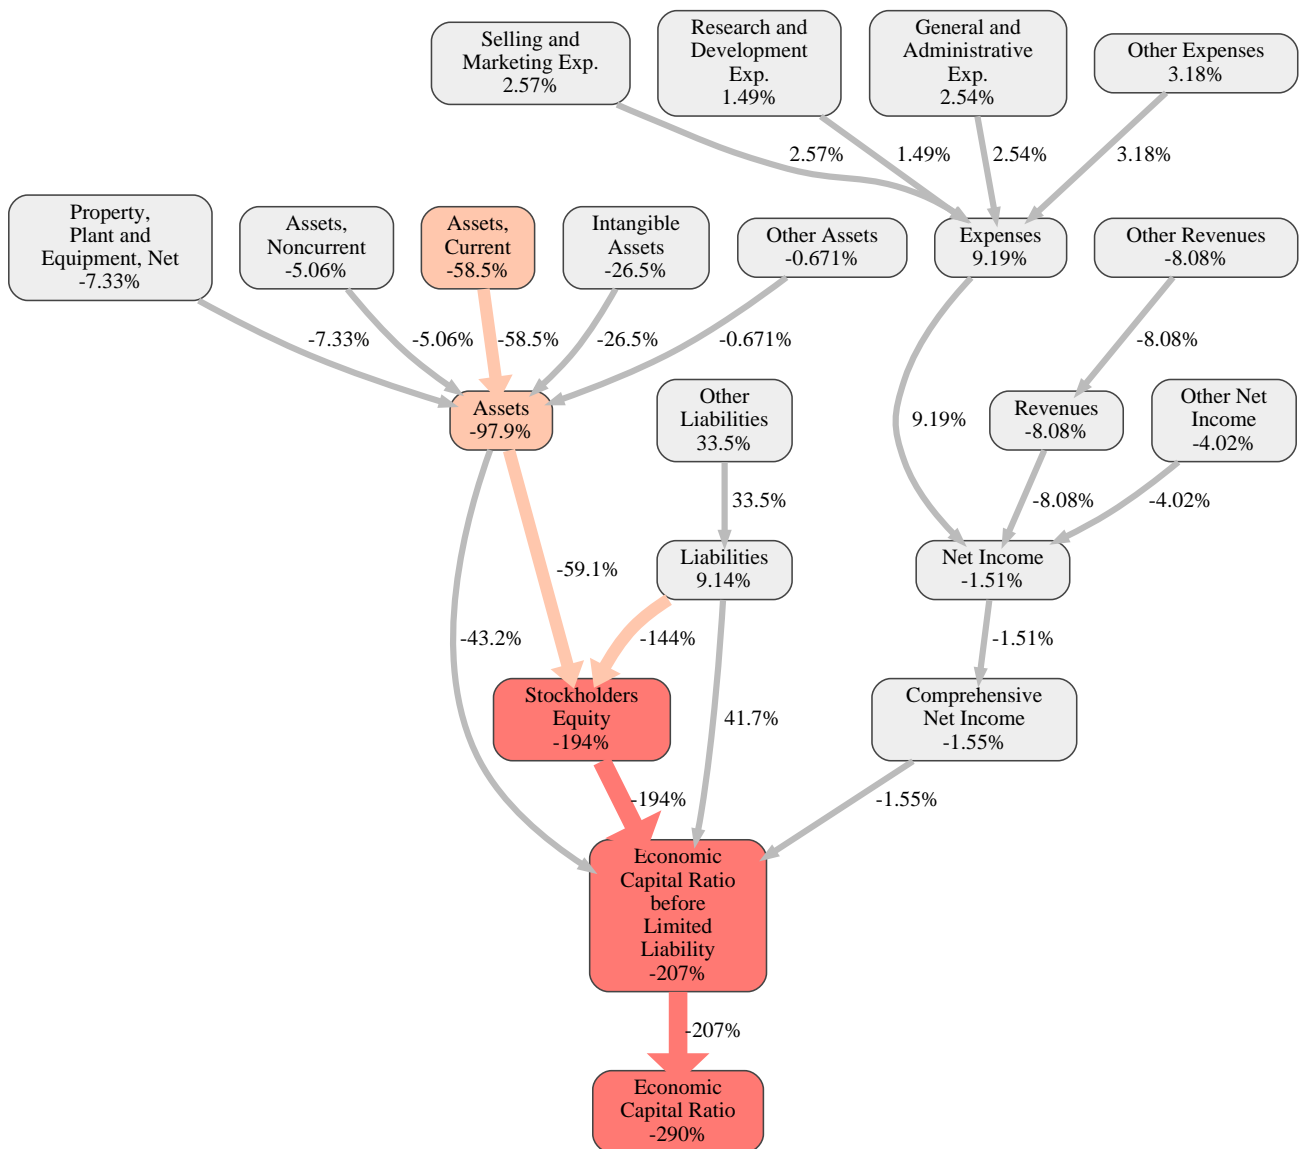 Selling and
Marketing Exp.
2.57%
Research and
Development
Exp.
1.49%
General and
Administrative
Exp.
2.54%
Other Expenses
3.18%
2.57%
1.49%
2.54%
3.18%
Property,
Plant and
Equipment, Net
-7.33%
Assets,
Noncurrent
-5.06%
Assets,
Current
-58.5%
Intangible
Assets
-26.5%
Other Assets
-0.671%
Expenses
9.19%
Other Revenues
-8.08%
-7.33%
-5.06%
-58.5%
-26.5%
-0.671%
-8.08%
Assets
-97.9%
Other
Liabilities
33.5%
9.19%
Revenues
-8.08%
Other Net
Income
-4.02%
33.5%
-8.08%
-4.02%
-59.1%
Liabilities
9.14%
Net Income
-1.51%
-43.2%
-144%
-1.51%
Stockholders
Equity
-194%
41.7%
Comprehensive
Net Income
-1.55%
-194%
-1.55%
Economic
Capital Ratio
before
Limited
Liability
-207%
-207%
Economic
Capital Ratio
-290%